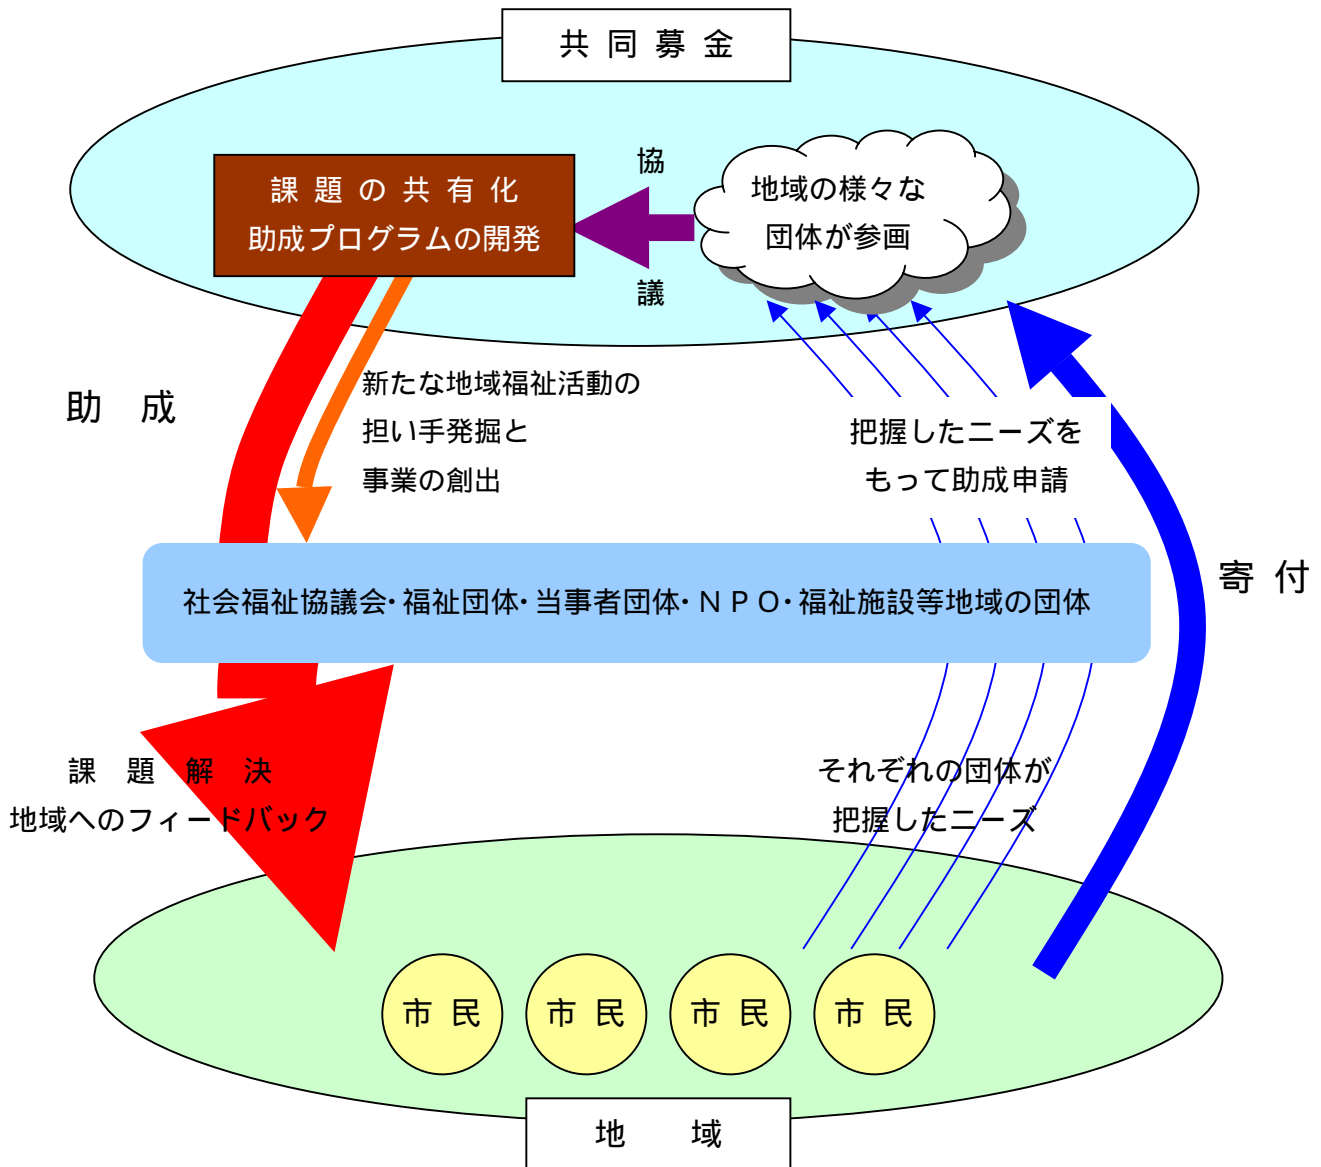 共同募金
協
議
課題の共有化
助成プログラムの開発
地域の様々な
団体が参画
助 成
新たな地域福祉活動の
担い手発掘と
事業の創出
把握したニーズを
もって助成申請
寄 付
社会福祉協議会・福祉団体・当事者団体・ＮＰＯ・福祉施設等地域の団体
課 題 解 決
地域へのフィードバック
それぞれの団体が
把握したニーズ
市 民
市 民
市 民
市 民
地 域